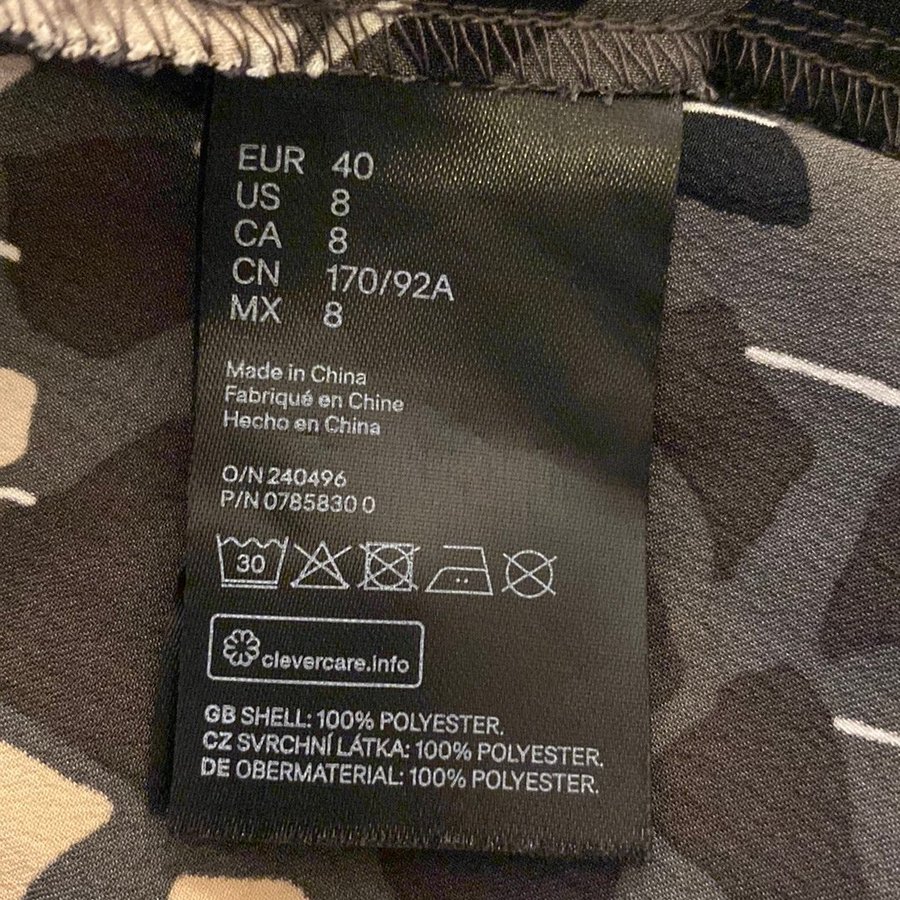 EUR 40
US 8
CA 8
CN 170/92A
MX 8
Made in China
Fabriqué en Chine
Hecho en China
O/N 240496
P/N 0785830 0
30
clevercare.info
GB SHELL: 100% POLYESTER.
CZ SVRCHNÍ LÁTKA: 100% POLYESTER.
DE OBERMATERIAL: 100% POLYESTER.